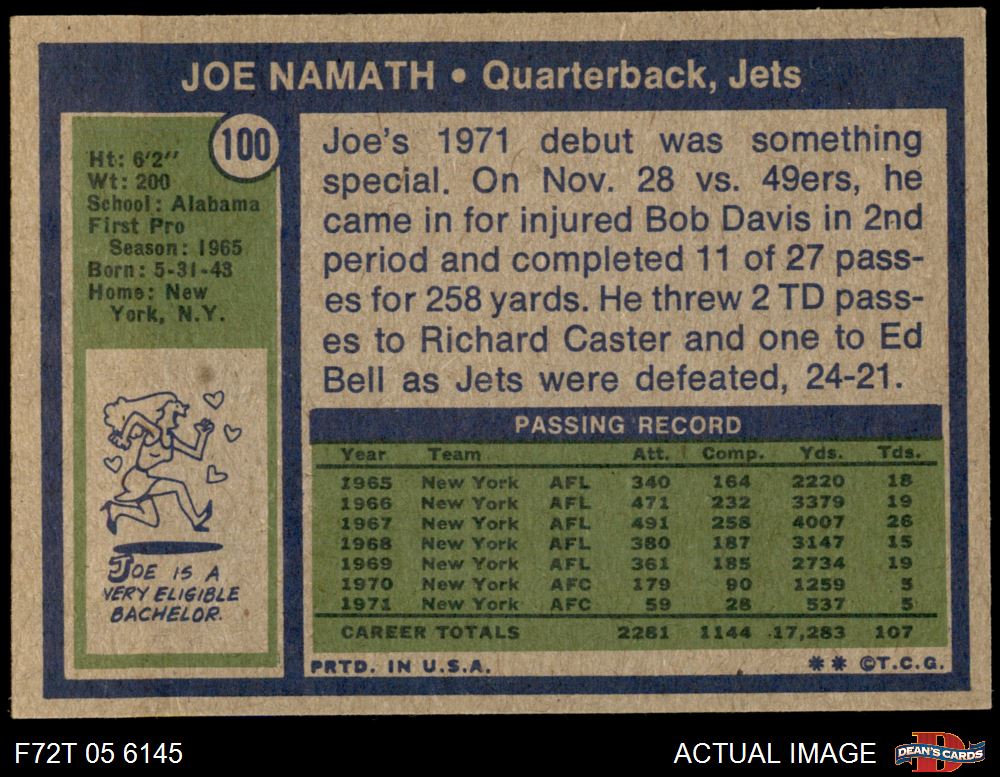 JOE NAMATH • Quarterback, Jets
100
Ht: 6'2"
Wt: 200
School: Alabama
First Pro
Season: 1965
Born: 5-31-43
Home: New
York, N.Y.
JOE IS A
VERY ELIGIBLE
BACHELOR.
Joe's 1971 debut was something
special. On Nov. 28 vs. 49ers, he
came in for injured Bob Davis in 2nd
period and completed 11 of 27 pass-
es for 258 yards. He threw 2 TD pass-
es to Richard Caster and one to Ed
Bell as Jets were defeated, 24-21.
PASSING RECORD
Year Team Att. Comp. Yds. Tds.
1965 New York AFL 340 164 2220 18
1966 New York AFL 471 232 3379 19
1967 New York AFL 491 258 4007 26
1968 New York AFL 380 187 3147 15
1969 New York AFL 361 185 2734 19
1970 New York AFC 179 90 1259 5
1971 New York AFC 59 28 537 5
CAREER TOTALS 2281 1144 17,283 107
PRTD. IN U.S.A. ** ©T.C.G.
F72T 05 6145
ACTUAL IMAGE
D
DEAN'S CARDS